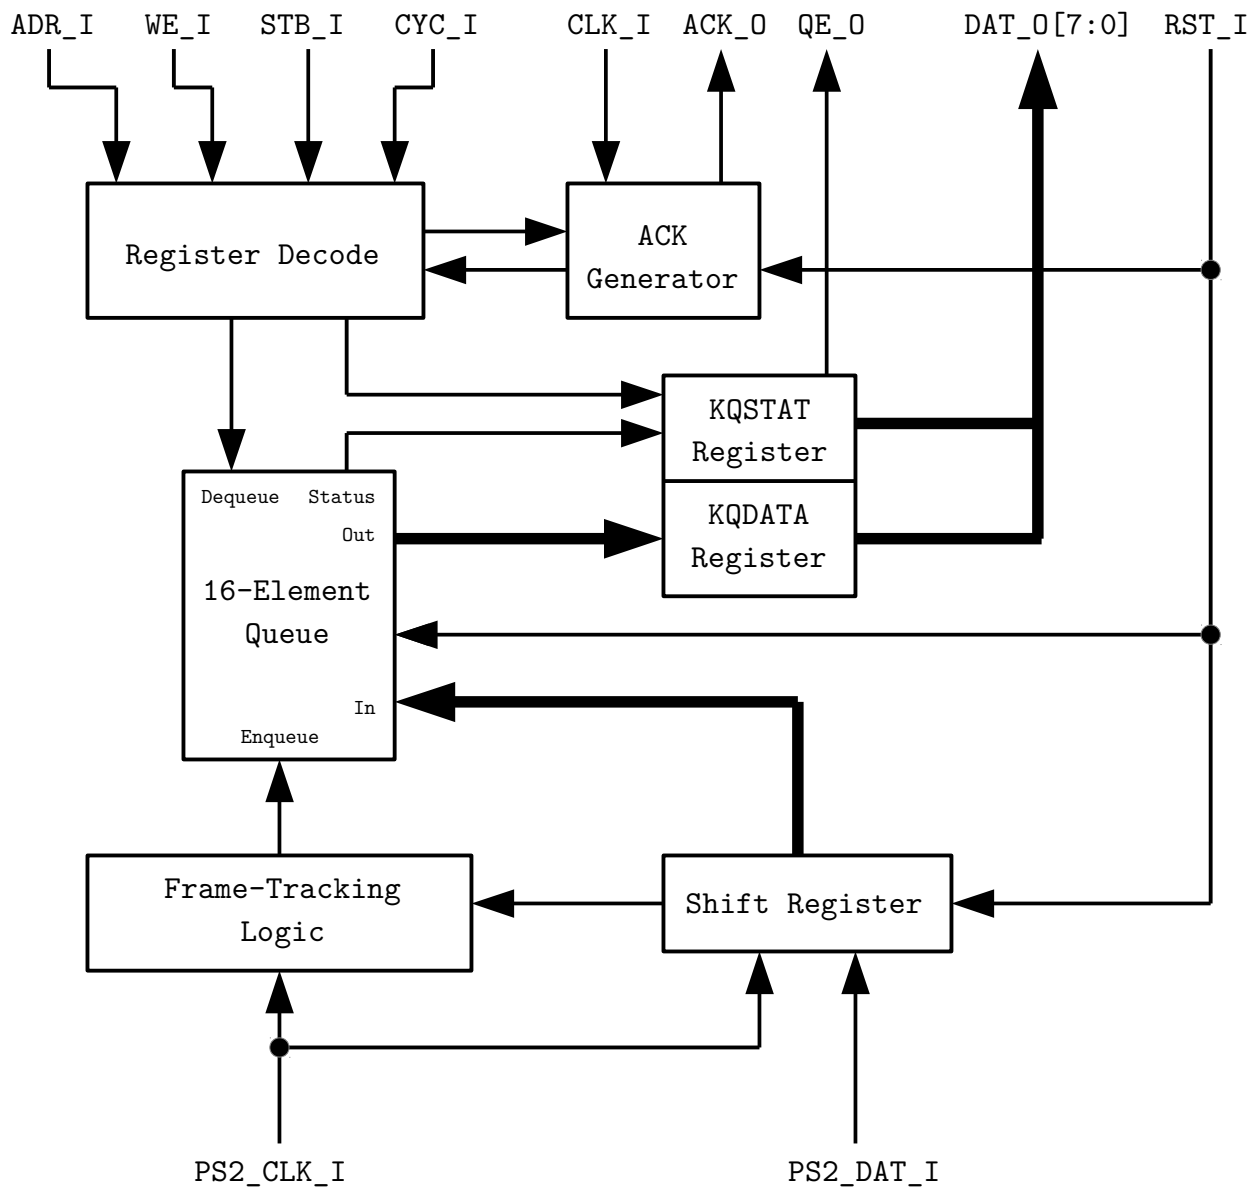 ADR_I WE_I STB_I CYC_I CLK_I ACK_O QE_O DAT_O[7:0] RST_I
Register Decode
ACK
Generator
KQSTAT
Register
KQDATA
Register
Dequeue Status
Out
16-Element
Queue
In
Enqueue
Frame-Tracking
Logic
Shift Register
PS2_CLK_I PS2_DAT_I